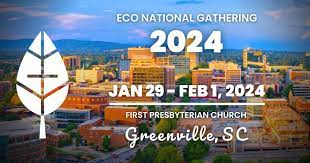 ECO NATIONAL GATHERING
2024
JAN 29 - FEB 1, 2024
FIRST PRESBYTERIAN CHURCH
Greenville, SC